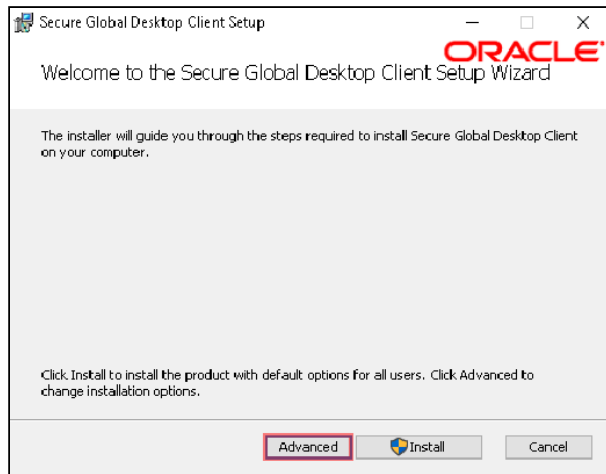 Secure Global Desktop Client Setup
ORACLE
Welcome to the Secure Global Desktop Client Setup Wizard
The installer will guide you through the steps required to install Secure Global Desktop Client
on your computer.
Click Install to install the product with default options for all users. Click Advanced to
change installation options.
Advanced Install Cancel